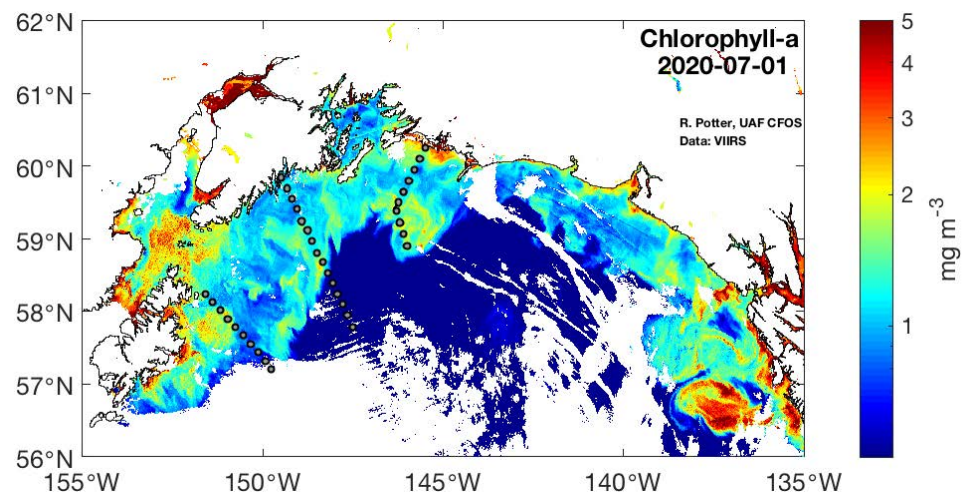 Chlorophyll-a
2020-07-01
R. Potter, UAF CFOS
Data: VIIRS
62°N
61°N
60°N
59°N
58°N
57°N
56°N
155°W
150°W
145°W
140°W
135°W
5
4
3
2
1
mg m⁻³